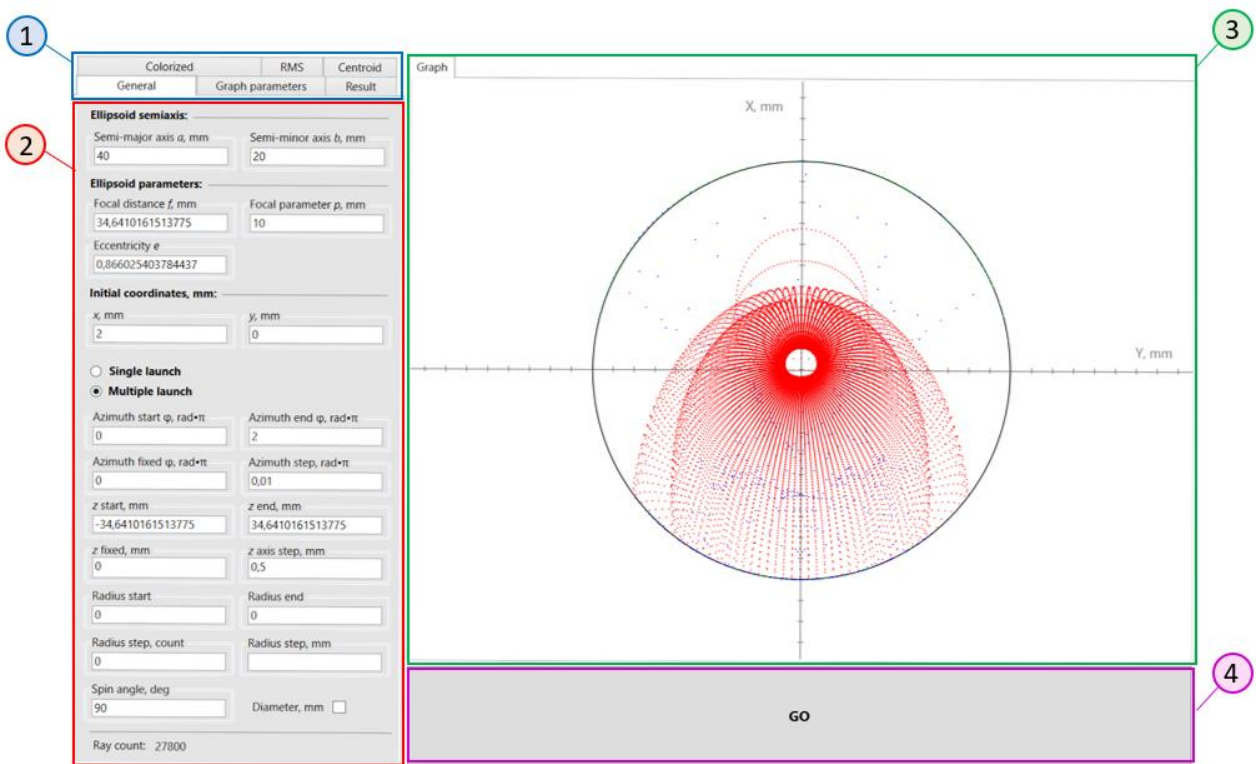 1
3
Colorized RMS Centroid
General Graph parameters Result
Graph
2
Ellipsoid semiaxis:
Semi-major axis a, mm Semi-minor axis b, mm
40 20
Ellipsoid parameters:
Focal distance f, mm Focal parameter p, mm
34,6410161513775 10
Eccentricity e
0,866025403784437
Initial coordinates, mm:
x, mm y, mm
2 0
Single launch
Multiple launch
Azimuth start φ, rad•π Azimuth end φ, rad•π
0 2
Azimuth fixed φ, rad•π Azimuth step, rad•π
0 0,01
z start, mm z end, mm
-34,6410161513775 34,6410161513775
z fixed, mm z axis step, mm
0 0,5
Radius start Radius end
0 0
Radius step, count Radius step, mm
0
Spin angle, deg
90 Diameter, mm
Ray count: 27800
X, mm
Y, mm
4
GO